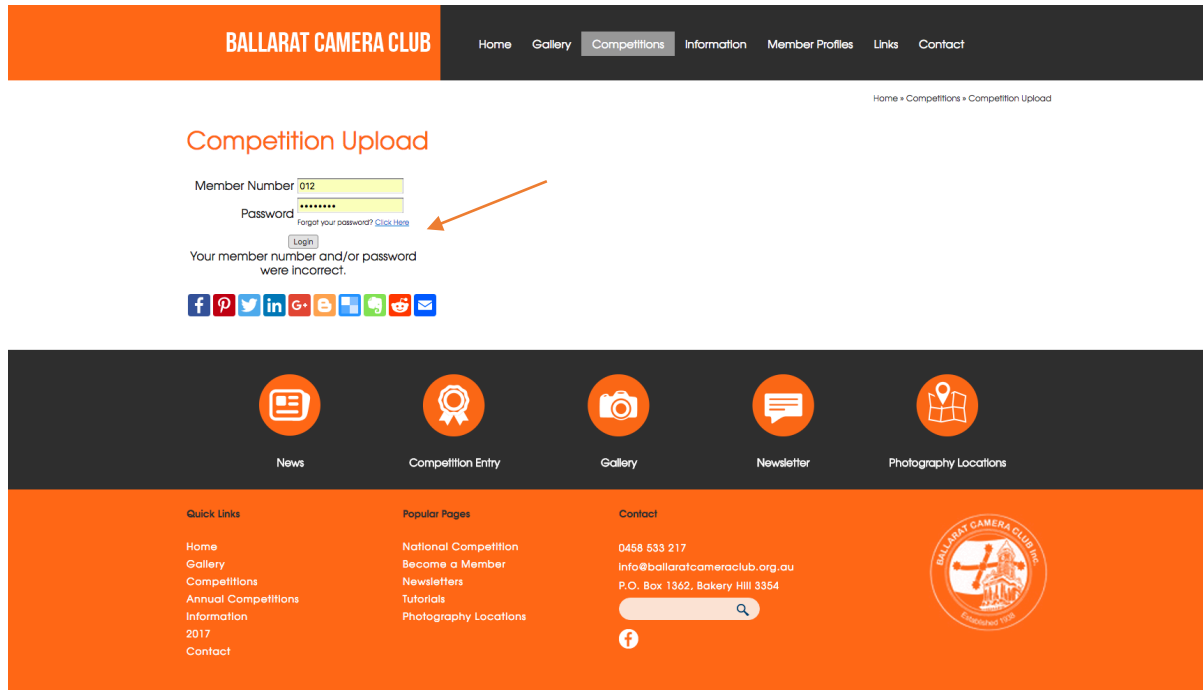 BALLARAT CAMERA CLUB
Home Gallery Competitions Information Member Profiles Links Contact
Home » Competitions » Competition Upload
Competition Upload
Member Number 012
Password ••••••••
Forgot your password? Click Here
Login
Your member number and/or password
were incorrect.
News Competition Entry Gallery Newsletter Photography Locations
Quick Links
Home
Gallery
Competitions
Annual Competitions
Information
2017
Contact
Popular Pages
National Competition
Become a Member
Newsletters
Tutorials
Photography Locations
Contact
0458 533 217
info@ballaratcameraclub.org.au
P.O. Box 1362, Bakery Hill 3354
BALLARAT CAMERA CLUB Inc.
Established 1938